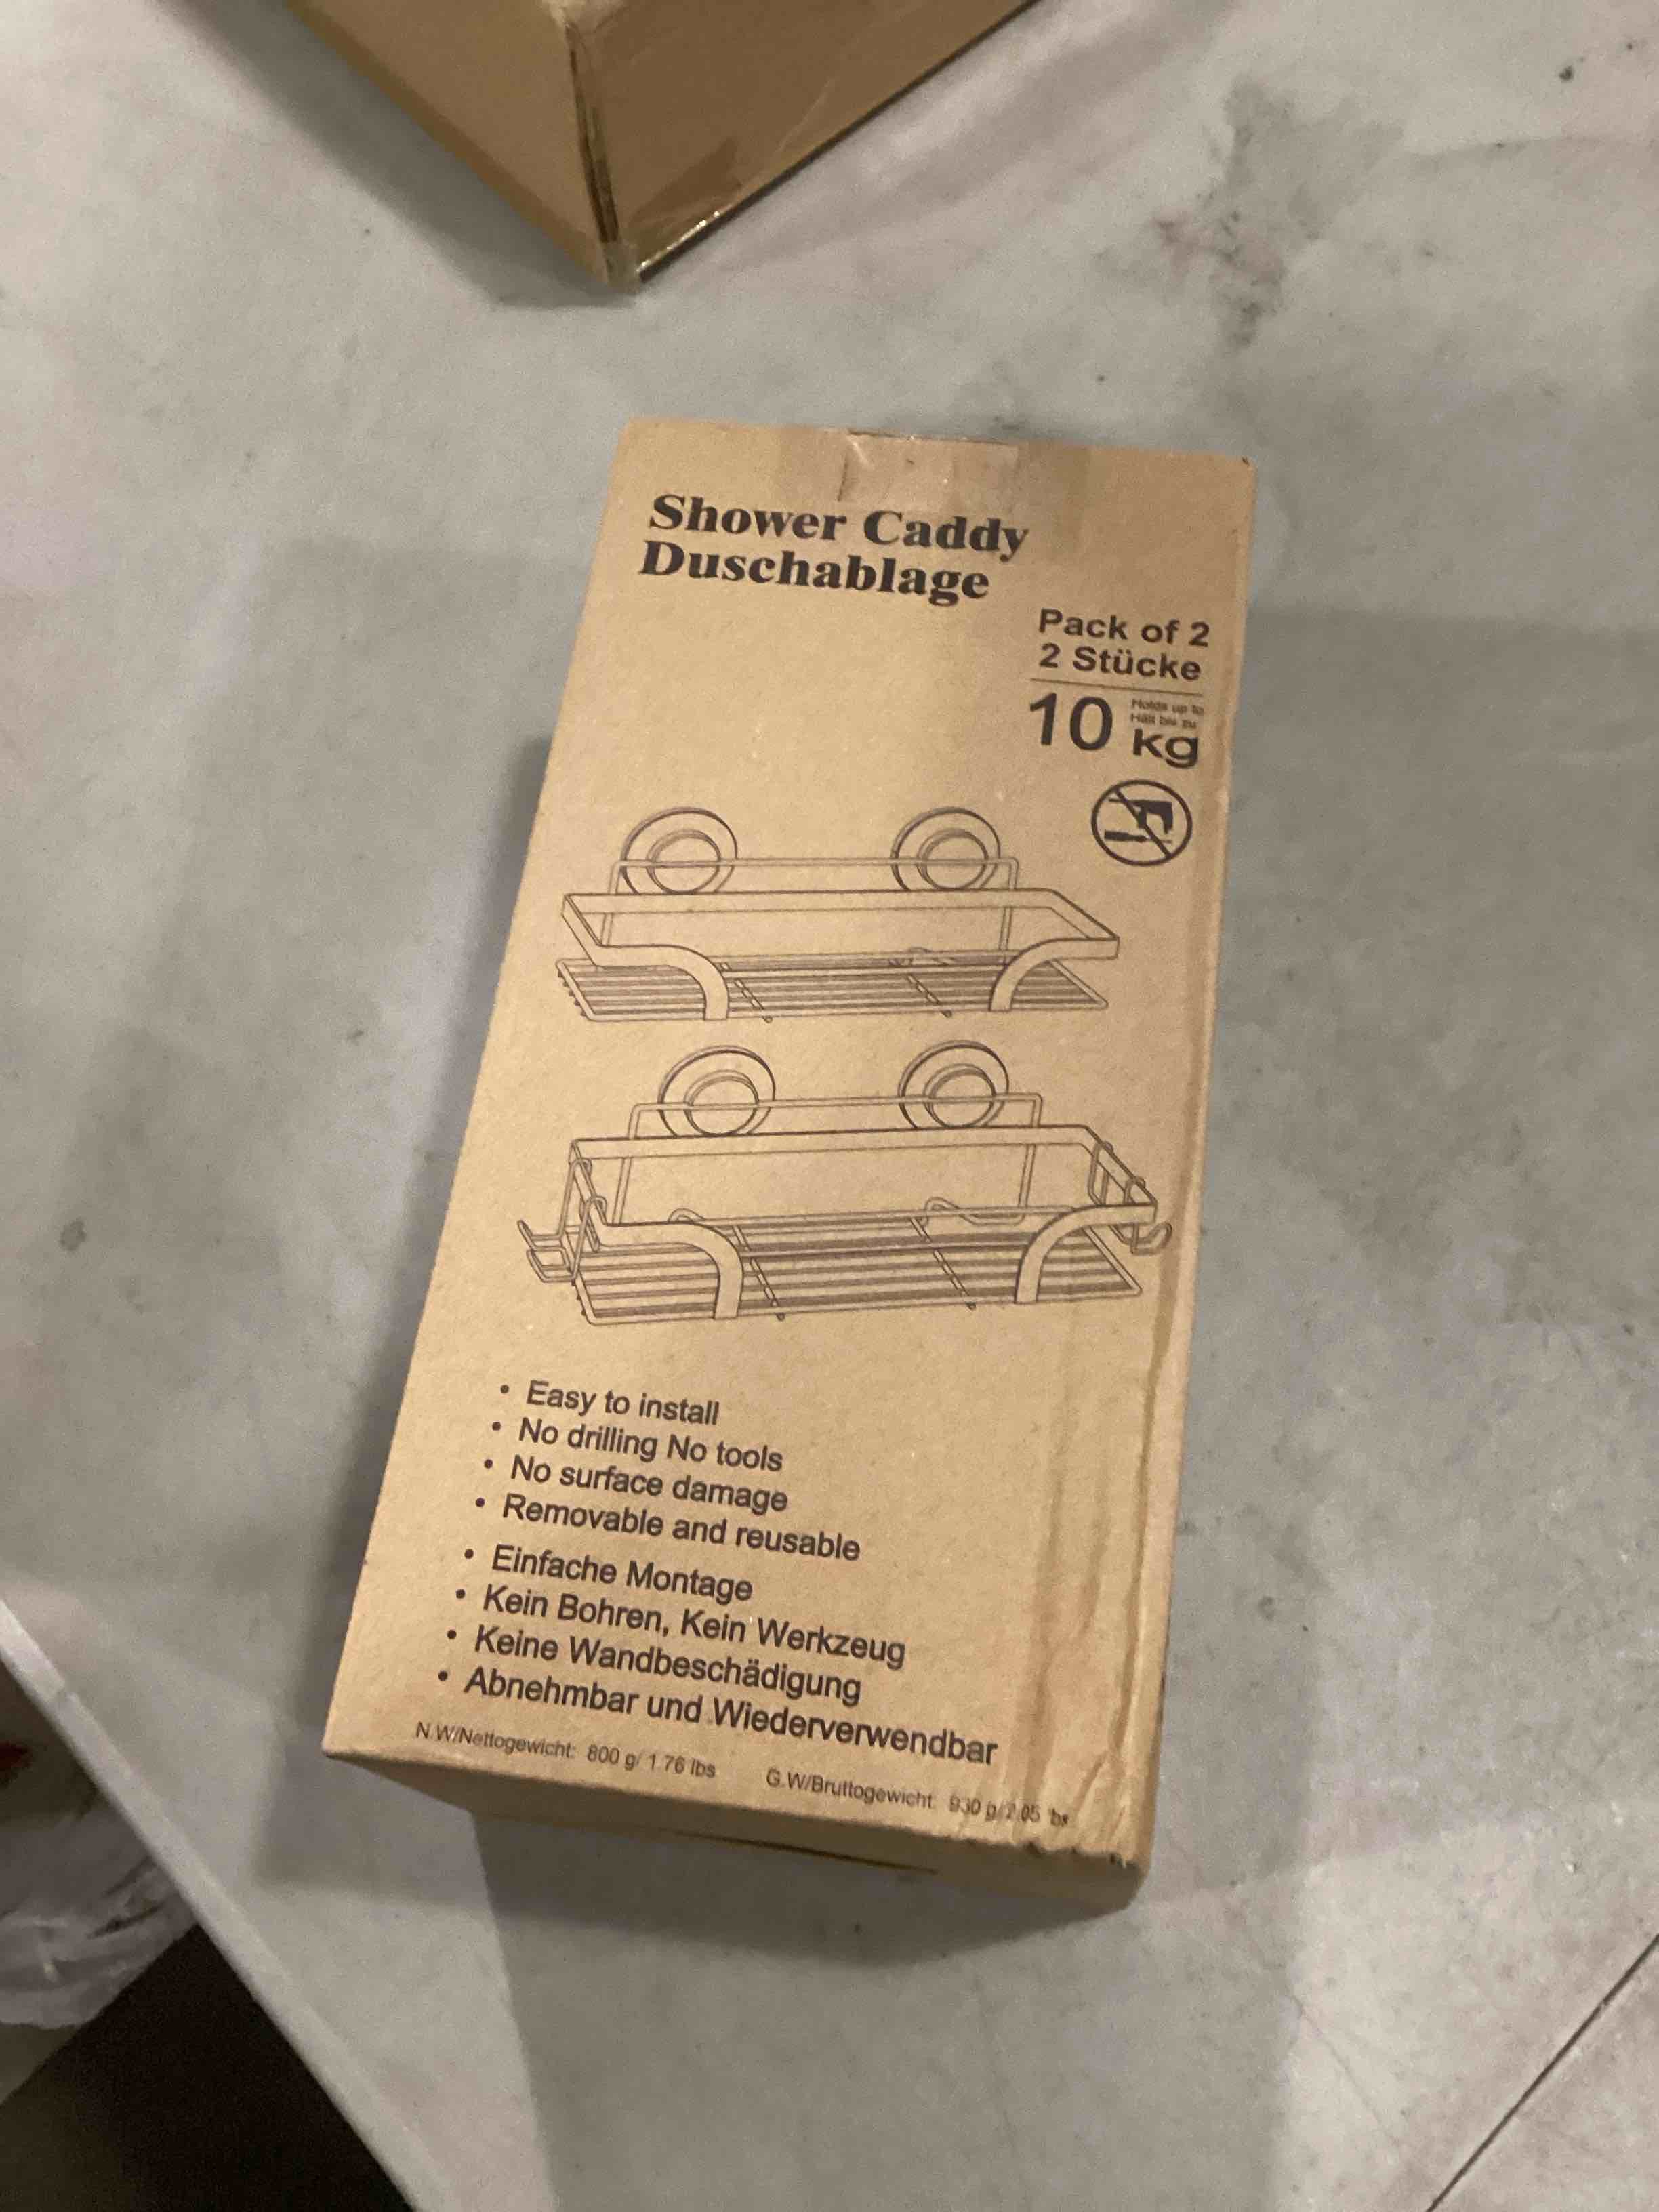 Shower Caddy
Duschablage
Pack of 2
2 Stücke
10 Holds up to
Hält bis zu
kg
• Easy to install
• No drilling No tools
• No surface damage
• Removable and reusable
• Einfache Montage
• Kein Bohren, Kein Werkzeug
• Keine Wandbeschädigung
• Abnehmbar und Wiederverwendbar
N.W/Nettogewicht: 800 g/ 1.76 lbs G.W/Bruttogewicht: 930 g/2.05 lbs